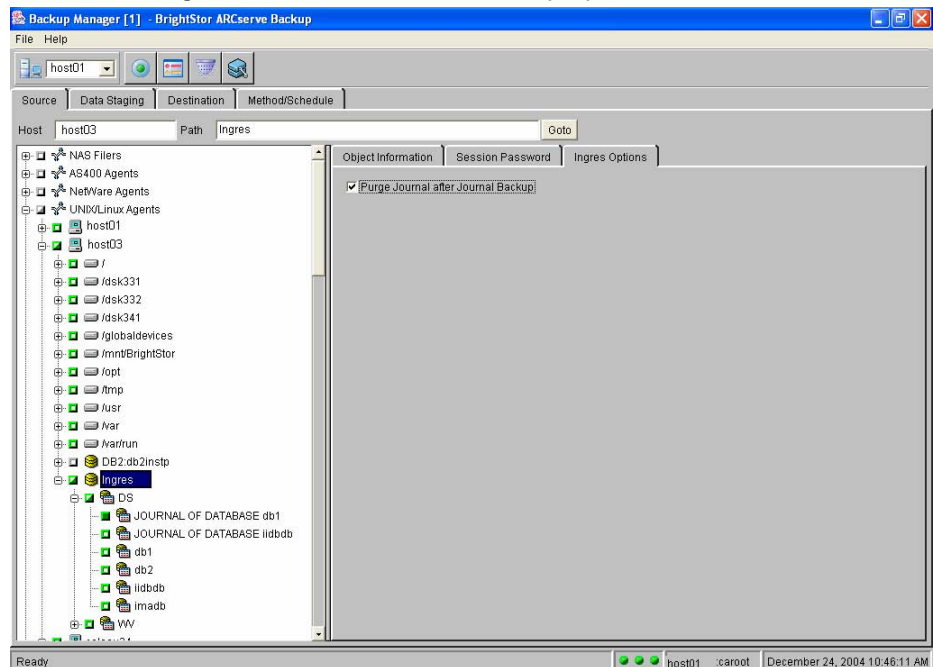 Backup Manager [1] - BrightStor ARCserve Backup
File Help
host01
Source Data Staging Destination Method/Schedule
Host host03 Path Ingres Goto
NAS Filers
AS400 Agents
NetWare Agents
UNIX/Linux Agents
host01
host03
/
/dsk331
/dsk332
/dsk341
/globaldevices
/mnt/BrightStor
/opt
/tmp
/usr
/var
/var/run
DB2:db2instp
Ingres
DS
JOURNAL OF DATABASE db1
JOURNAL OF DATABASE iidbdb
db1
db2
iidbdb
imadb
WV
Object Information Session Password Ingres Options
Purge Journal after Journal Backup
Ready host01 :caroot December 24, 2004 10:46:11 AM